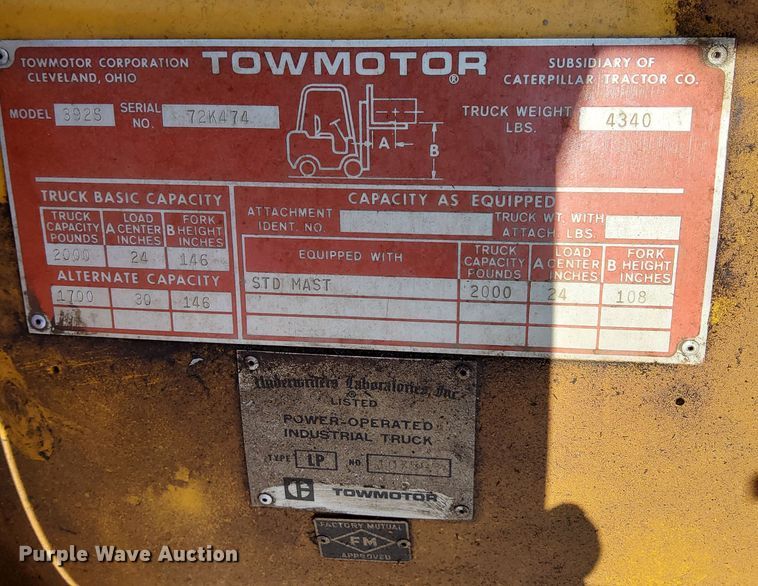 TOWMOTOR CORPORATION
CLEVELAND, OHIO
TOWMOTOR®
SUBSIDIARY OF
CATERPILLAR TRACTOR CO.
MODEL 392S SERIAL NO. 72K474
A
B
TRUCK WEIGHT LBS. 4340
TRUCK BASIC CAPACITY
TRUCK CAPACITY POUNDS
LOAD A CENTER INCHES
FORK B HEIGHT INCHES
2000 24 146
ALTERNATE CAPACITY
1700 30 146
CAPACITY AS EQUIPPED
ATTACHMENT IDENT. NO.
TRUCK WT. WITH ATTACH. LBS.
EQUIPPED WITH
TRUCK CAPACITY POUNDS
LOAD A CENTER INCHES
FORK B HEIGHT INCHES
STD MAST 2000 24 108
Underwriters Laboratories, Inc.
®
LISTED
POWER-OPERATED
INDUSTRIAL TRUCK
TYPE LP NO.
TOWMOTOR
FACTORY MUTUAL
FM
APPROVED
Purple Wave Auction